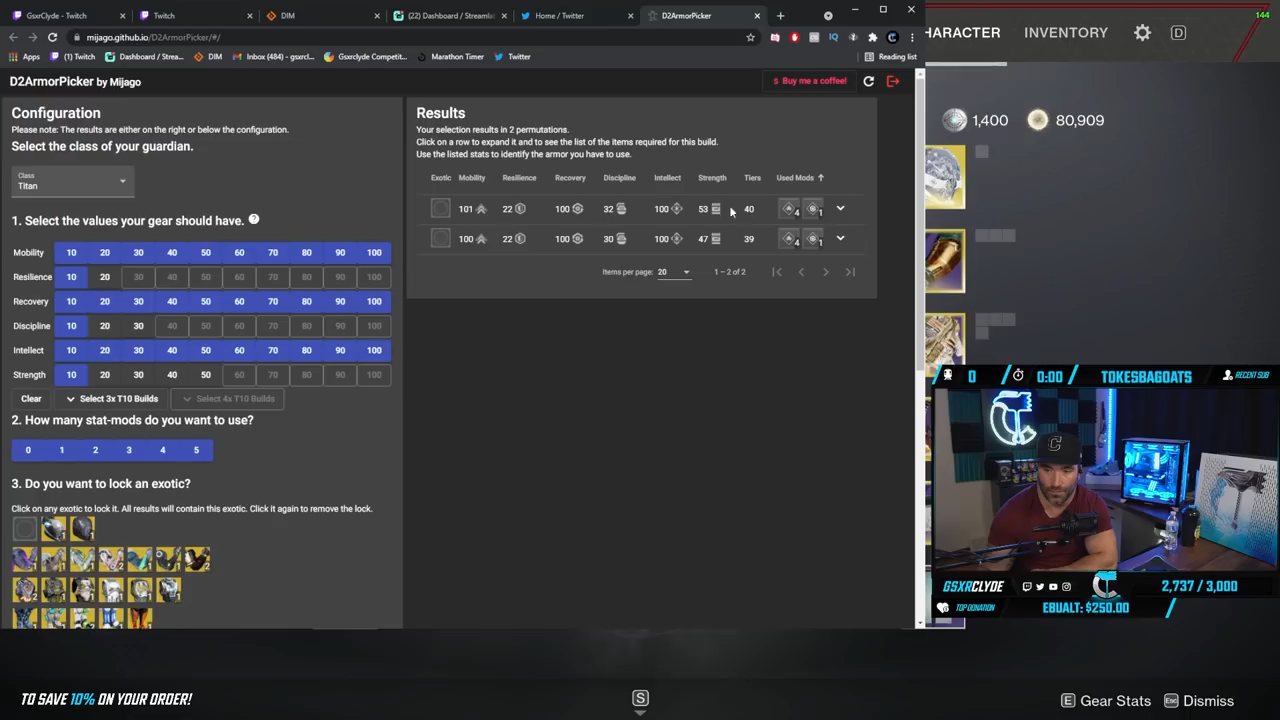 GsxrClyde - Twitch
Twitch
DIM
(22) Dashboard / Streamlab
Home / Twitter
D2ArmorPicker
144
mijago.github.io/D2ArmorPicker/#/
Apps
(1) Twitch
Dashboard / Strea...
DIM
Inbox (484) - gsxrcl...
Gsxrclyde Competit...
Marathon Timer
Twitter
Reading list
HARACTER
INVENTORY
D
D2ArmorPicker by Mijago
$ Buy me a coffee!
Configuration
Please note: The results are either on the right or below the configuration.
Select the class of your guardian.
Class
Titan
1. Select the values your gear should have. ?
Mobility 10 20 30 40 50 60 70 80 90 100
Resilience 10 20 30 40 50 60 70 80 90 100
Recovery 10 20 30 40 50 60 70 80 90 100
Discipline 10 20 30 40 50 60 70 80 90 100
Intellect 10 20 30 40 50 60 70 80 90 100
Strength 10 20 30 40 50 60 70 80 90 100
Clear
Select 3x T10 Builds
Select 4x T10 Builds
2. How many stat-mods do you want to use?
0 1 2 3 4 5
3. Do you want to lock an exotic?
Click on any exotic to lock it. All results will contain this exotic. Click it again to remove the lock.
Results
Your selection results in 2 permutations.
Click on a row to expand it and to see the list of the items required for this build.
Use the listed stats to identify the armor you have to use.
Exotic Mobility Resilience Recovery Discipline Intellect Strength Tiers Used Mods
101 22 100 32 100 53 40 4 1
100 22 100 30 100 47 39 4 1
Items per page: 20 1 – 2 of 2
1,400
80,909
0
0:00
TOKESBAGOATS
RECENT SUB
C
GSXRCLYDE
2,737 / 3,000
TOP DONATION
EBUALT: $250.00
TO SAVE 10% ON YOUR ORDER!
S
E Gear Stats
Esc Dismiss